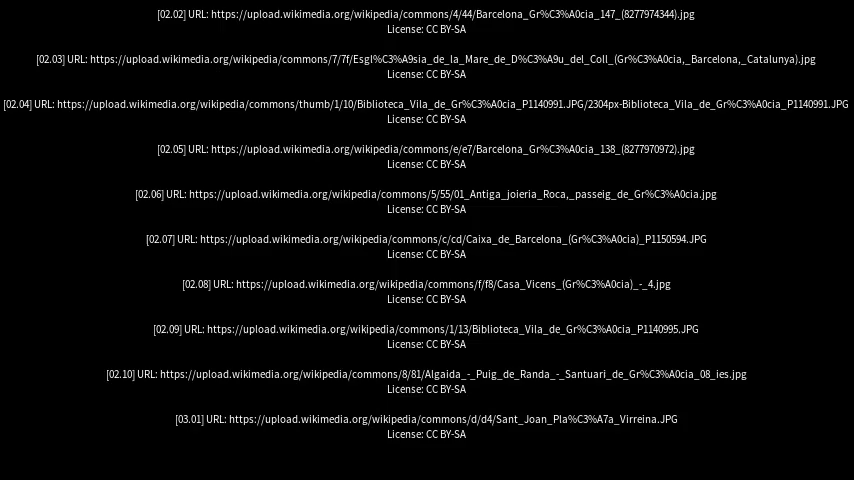 [02.02] URL: https://upload.wikimedia.org/wikipedia/commons/4/44/Barcelona_Gr%C3%A0cia_147_(8277974344).jpg
License: CC BY-SA
[02.03] URL: https://upload.wikimedia.org/wikipedia/commons/7/7f/Esgl%C3%A9sia_de_la_Mare_de_D%C3%A9u_del_Coll_(Gr%C3%A0cia,_Barcelona,_Catalunya).jpg
License: CC BY-SA
[02.04] URL: https://upload.wikimedia.org/wikipedia/commons/thumb/1/10/Biblioteca_Vila_de_Gr%C3%A0cia_P1140991.JPG/2304px-Biblioteca_Vila_de_Gr%C3%A0cia_P1140991.JPG
License: CC BY-SA
[02.05] URL: https://upload.wikimedia.org/wikipedia/commons/e/e7/Barcelona_Gr%C3%A0cia_138_(8277970972).jpg
License: CC BY-SA
[02.06] URL: https://upload.wikimedia.org/wikipedia/commons/5/55/01_Antiga_joieria_Roca,_passeig_de_Gr%C3%A0cia.jpg
License: CC BY-SA
[02.07] URL: https://upload.wikimedia.org/wikipedia/commons/c/cd/Caixa_de_Barcelona_(Gr%C3%A0cia)_P1150594.JPG
License: CC BY-SA
[02.08] URL: https://upload.wikimedia.org/wikipedia/commons/f/f8/Casa_Vicens_(Gr%C3%A0cia)_-_4.jpg
License: CC BY-SA
[02.09] URL: https://upload.wikimedia.org/wikipedia/commons/1/13/Biblioteca_Vila_de_Gr%C3%A0cia_P1140995.JPG
License: CC BY-SA
[02.10] URL: https://upload.wikimedia.org/wikipedia/commons/8/81/Algaida_-_Puig_de_Randa_-_Santuari_de_Gr%C3%A0cia_08_ies.jpg
License: CC BY-SA
[03.01] URL: https://upload.wikimedia.org/wikipedia/commons/d/d4/Sant_Joan_Pla%C3%A7a_Virreina.JPG
License: CC BY-SA